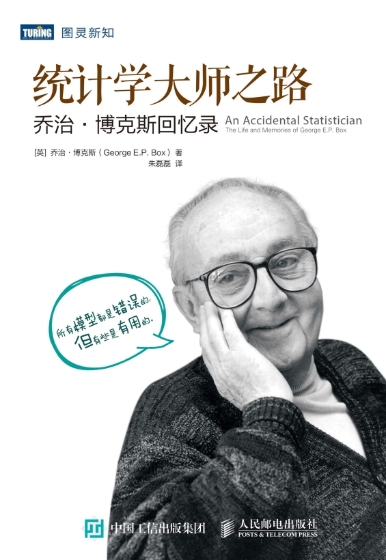 TURING 图灵新知
统计学大师之路
乔治·博克斯回忆录 An Accidental Statistician
The Life and Memories of George E.P. Box
[英] 乔治·博克斯(George E.P. Box)著
朱磊磊 译
所有模型都是错误的.
但有些是有用的.
中国工信出版集团
人民邮电出版社
POSTS & TELECOM PRESS